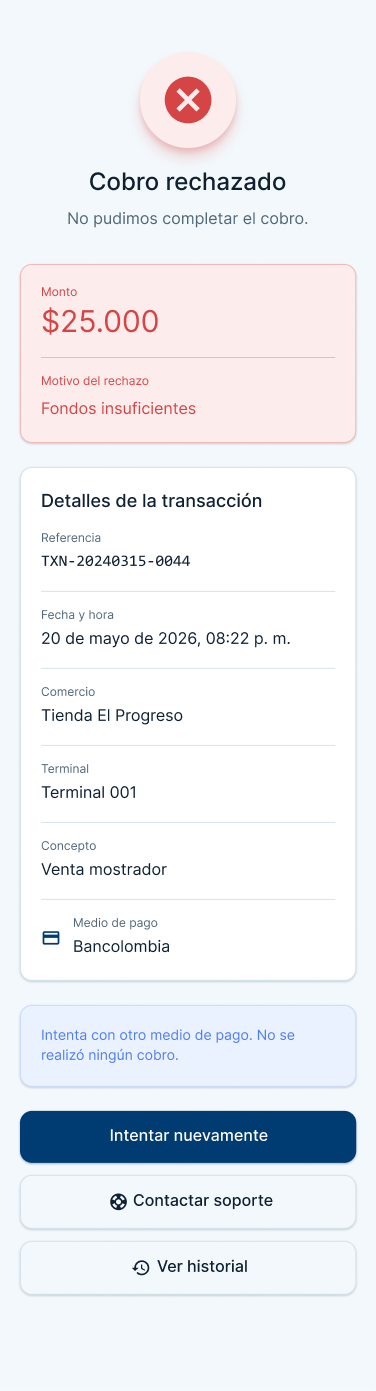 Cobro rechazado
No pudimos completar el cobro.
Monto
$25.000
Motivo del rechazo
Fondos insuficientes
Detalles de la transacción
Referencia
TXN-20240315-0044
Fecha y hora
20 de mayo de 2026, 08:22 p. m.
Comercio
Tienda El Progreso
Terminal
Terminal 001
Concepto
Venta mostrador
Medio de pago
Bancolombia
Intenta con otro medio de pago. No se
realizó ningún cobro.
Intentar nuevamente
Contactar soporte
Ver historial